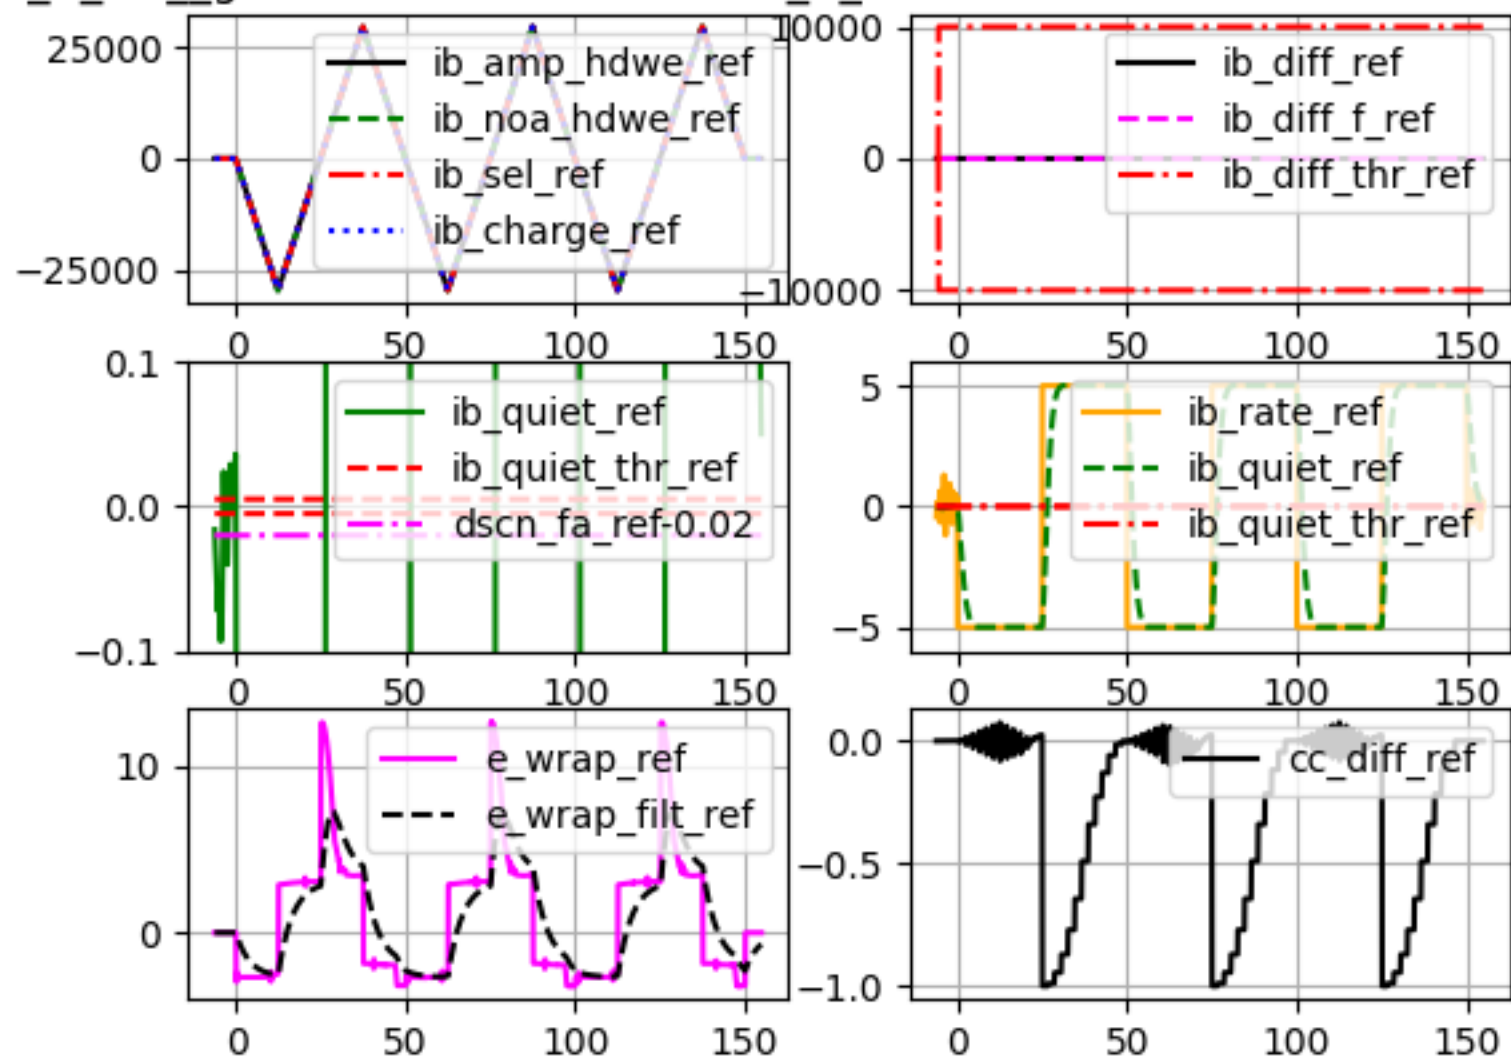 25000
0
−25000
ib_amp_hdwe_ref
ib_noa_hdwe_ref
ib_sel_ref
ib_charge_ref
0 50 100 150
10000
0
−10000
ib_diff_ref
ib_diff_f_ref
ib_diff_thr_ref
0 50 100 150
0.1
0.0
−0.1
ib_quiet_ref
ib_quiet_thr_ref
dscn_fa_ref-0.02
0 50 100 150
5
0
−5
ib_rate_ref
ib_quiet_ref
ib_quiet_thr_ref
0 50 100 150
10
0
e_wrap_ref
e_wrap_filt_ref
0 50 100 150
0.0
−0.5
−1.0
cc_diff_ref
0 50 100 150